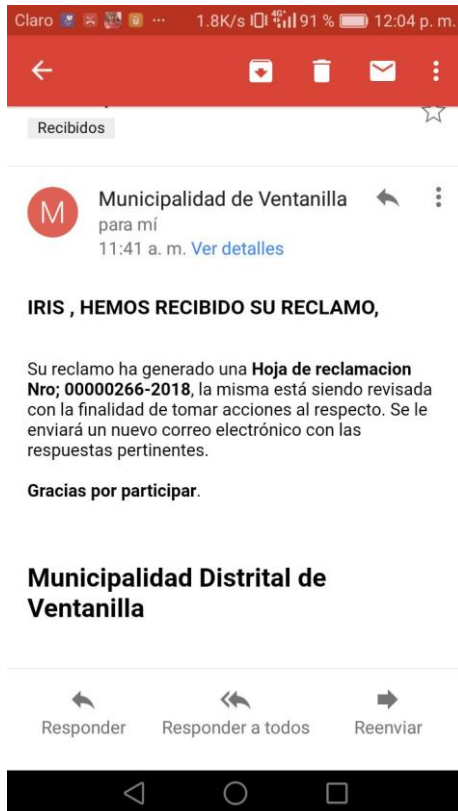 Claro ... 1.8K/s 4G 91 % 12:04 p. m.
Recibidos
M
Municipalidad de Ventanilla
para mí
11:41 a. m. Ver detalles
IRIS , HEMOS RECIBIDO SU RECLAMO,
Su reclamo ha generado una Hoja de reclamacion
Nro; 00000266-2018, la misma está siendo revisada
con la finalidad de tomar acciones al respecto. Se le
enviará un nuevo correo electrónico con las
respuestas pertinentes.
Gracias por participar.
Municipalidad Distrital de
Ventanilla
Responder Responder a todos Reenviar